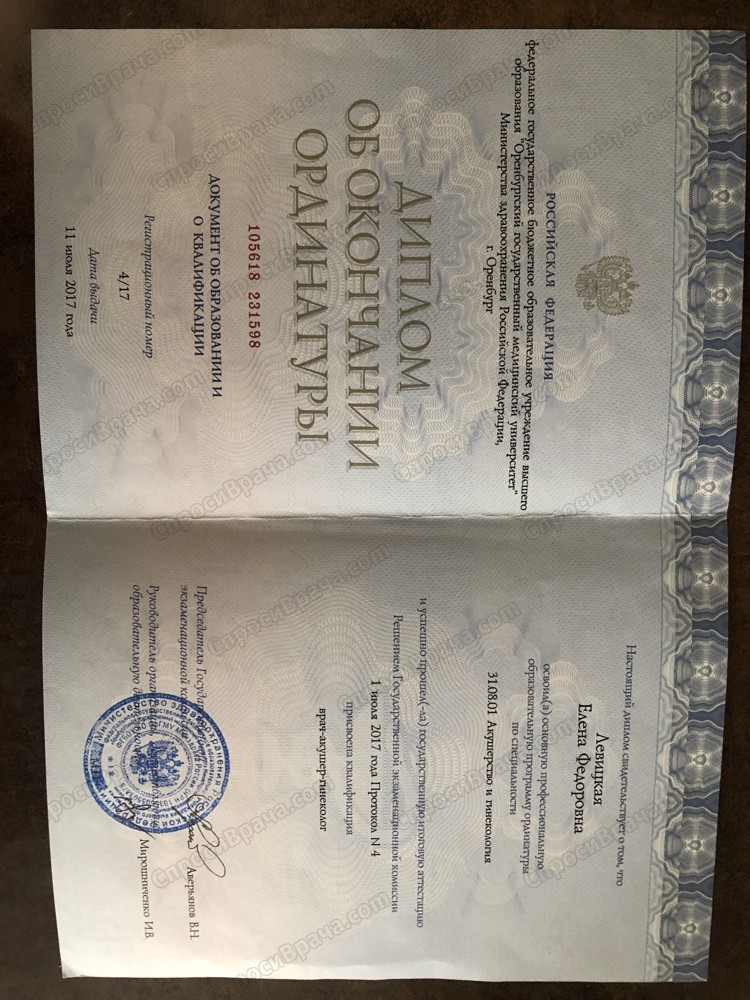 РОССИЙСКАЯ ФЕДЕРАЦИЯ
федеральное государственное бюджетное образовательное учреждение высшего
образования "Оренбургский государственный медицинский университет"
Министерства здравоохранения Российской Федерации,
г. Оренбург
ДИПЛОМ
ОБ ОКОНЧАНИИ
ОРДИНАТУРЫ
105618 231598
ДОКУМЕНТ ОБ ОБРАЗОВАНИИ И
О КВАЛИФИКАЦИИ
Регистрационный номер
4/17
Дата выдачи
11 июля 2017 года
Настоящий диплом свидетельствует о том, что
Левицкая
Елена Федоровна
освоил(а) основную профессиональную
образовательную программу ординатуры
по специальности
31.08.01 Акушерство и гинекология
и успешно прошел(-ла) государственную итоговую аттестацию
Решением Государственной экзаменационной комиссии
1 июля 2017 года Протокол N 4
присвоена квалификация
врач-акушер-гинеколог
Председатель
экзаменационной
Аверьянов В.Н.
Руководитель
образовательную
Мирошниченко И.В.
СпросиВрача.com